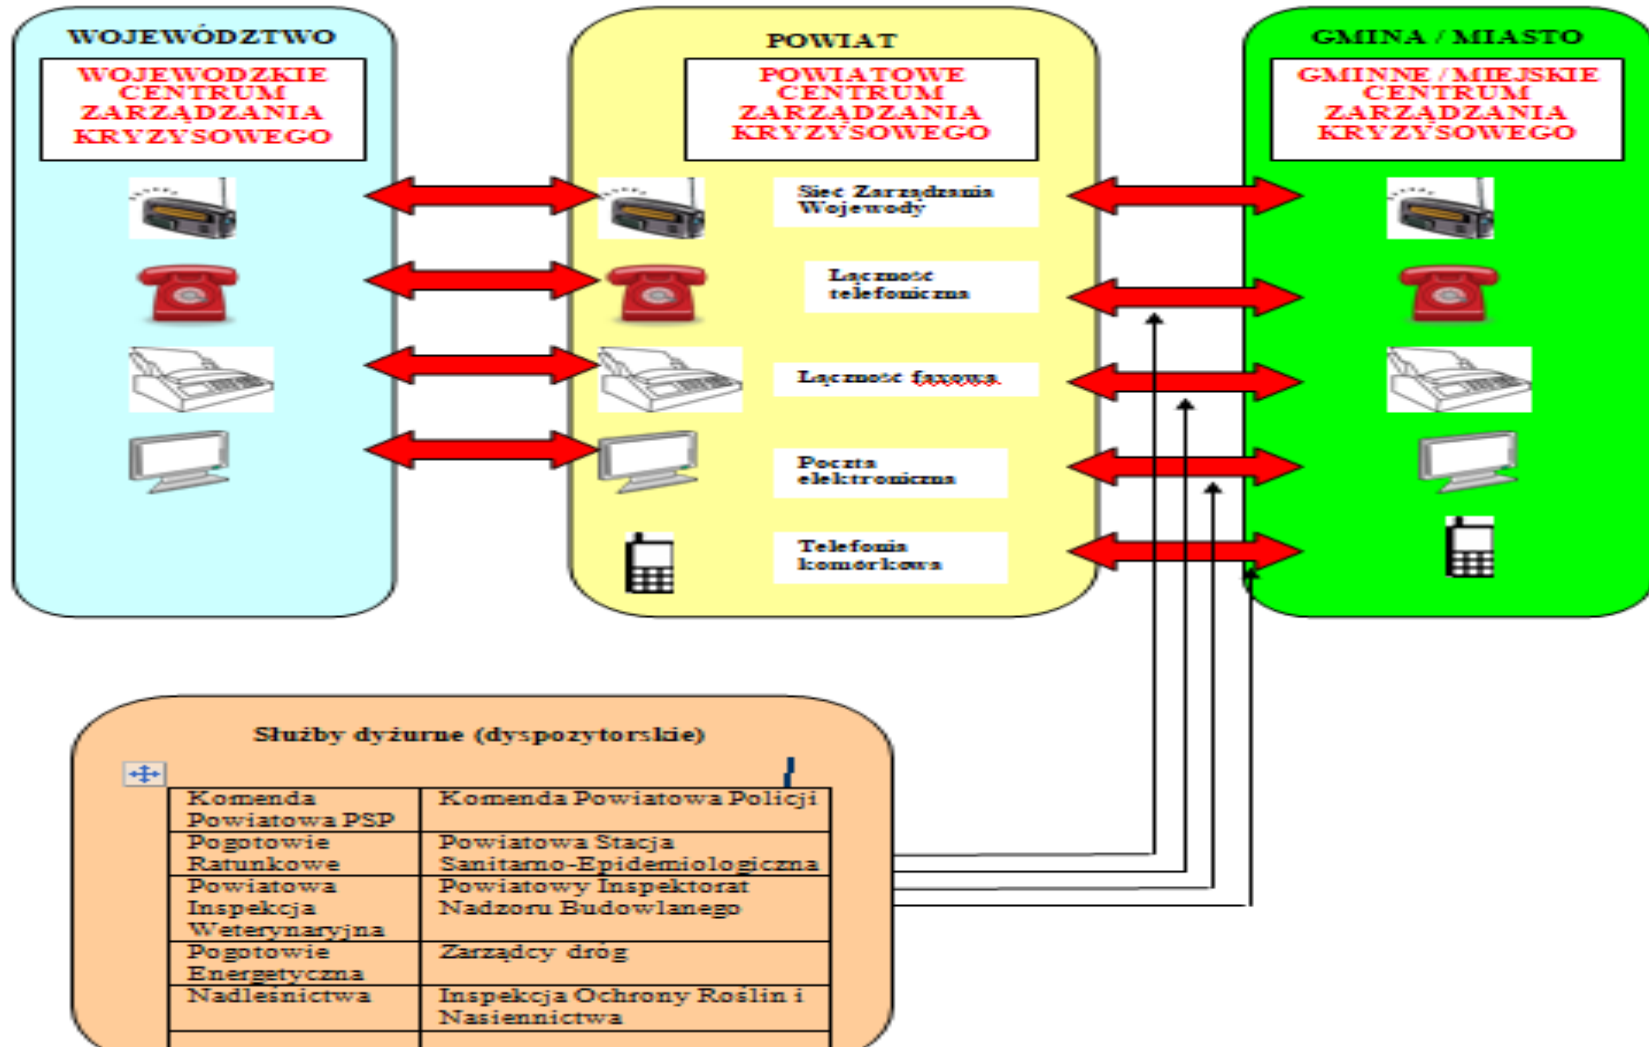 WOJEWÓDZTWO
WOJEWODZKIE
CENTRUM
ZARZĄDZANIA
KRYZYSOWEGO
POWIAT
POWIATOWE
CENTRUM
ZARZĄDZANIA
KRYZYSOWEGO
Sieć Zarządzania
Wojewody
Łączność
telefoniczna
Łączność faxowa
Poczta
elektroniczna
Telefonia
komórkowa
GMINA / MIASTO
GMINNE / MIEJSKIE
CENTRUM
ZARZĄDZANIA
KRYZYSOWEGO
Służby dyżurne (dyspozytorskie)
Komenda
Powiatowa PSP
Komenda Powiatowa Policji
Pogotowie
Ratunkowe
Powiatowa Stacja
Sanitarno-Epidemiologiczna
Powiatowa
Inspekcja
Weterynaryjna
Powiatowy Inspektorat
Nadzoru Budowlanego
Pogotowie
Energetyczna
Zarządcy dróg
Nadleśnictwa
Inspekcja Ochrony Roślin i
Nasiennictwa